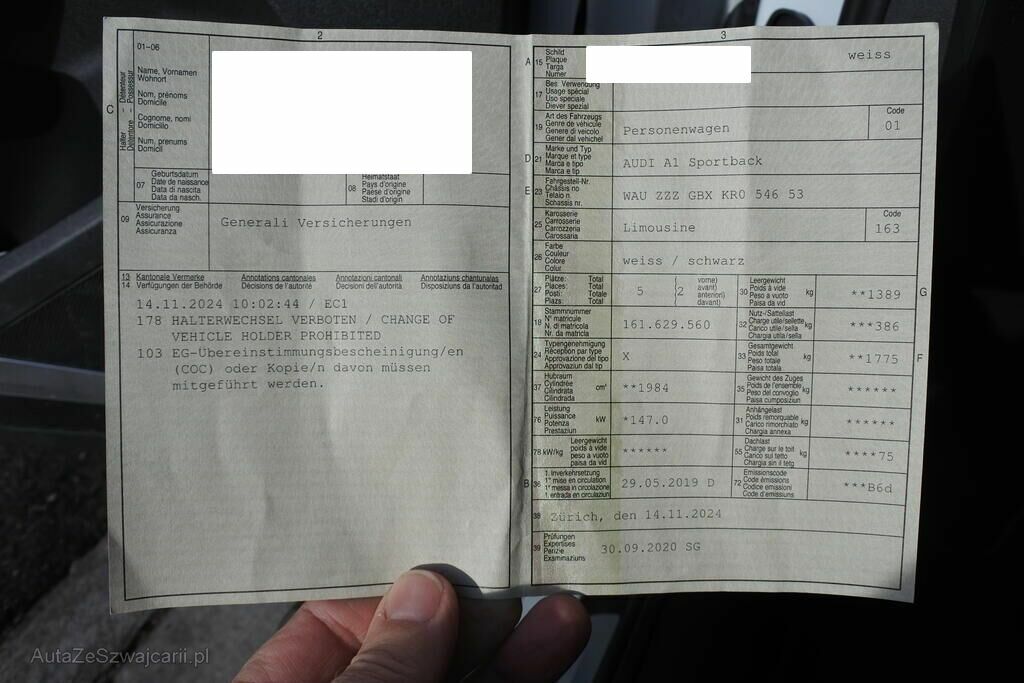 2
01-06
Name, Vornamen
Wohnort
Nom, prénoms
Domicile
Cognome, nomi
Domicilio
Num, prenums
Domicil
C
Halter – Détenteur
Detentore – Possessur
07
Geburtsdatum
Date de naissance
Data di nascita
Data da nasch.
08
Heimatstaat
Pays d'origine
Paese d'origine
Stadi d'origin
09
Versicherung
Assurance
Assicurazione
Assicuranza
Generali Versicherungen
13 Kantonale Vermerke Annotations cantonales Annotazioni cantonali Annotaziuns chantunalas
14 Verfügungen der Behörde Décisions de l'autorité Decisioni dell'autorità Disposiziuns da l'autoritad
14.11.2024 10:02:44 / EC1
178 HALTERWECHSEL VERBOTEN / CHANGE OF
VEHICLE HOLDER PROHIBITED
103 EG-Übereinstimmungsbescheinigung/en
(COC) oder Kopie/n davon müssen
mitgeführt werden.
3
A
15
Schild
Plaque
Targa
Numer
weiss
17
Bes. Verwendung
Usage spécial
Uso speciale
Diever spezial
19
Art des Fahrzeugs
Genre de véhicule
Genere di veicolo
Gener dal vehichel
Personenwagen
Code
01
D
21
Marke und Typ
Marque et type
Marca e tipo
Marca e tip
AUDI A1 Sportback
E
23
Fahrgestell-Nr.
Châssis no
Telaio n.
Schassis nr.
WAU ZZZ GBX KR0 546 53
25
Karosserie
Carrosserie
Carrozzeria
Carossaria
Limousine
Code
163
26
Farbe
Couleur
Colore
Colur
weiss / schwarz
27
Plätze: Total
Places: Total
Posti: Totale
Plazs: Total
5
(2
vorne)
avant)
anteriori)
davant)
30
Leergewicht
Poids à vide
Peso a vuoto
Paisa da vid
kg
**1389
G
18
Stammnummer
N° matricule
N. di matricola
Nr. da matricla
161.629.560
32
Nutz-/Sattellast
Charge utile/sellette
Carico utile/sella
Chargia utila/sella
kg
***386
24
Typengenehmigung
Réception par type
Approvazione del tipo
Approvaziun dal tip
X
33
Gesamtgewicht
Poids total
Peso totale
Paisa totala
kg
**1775
F
37
Hubraum
Cylindrée
Cilindrata
Cilindrada
cm³
**1984
35
Gewicht des Zuges
Poids de l'ensemble
Peso del convoglio
Paisa cumposiziun
kg
******
76
Leistung
Puissance
Potenza
Prestaziun
kW
*147.0
31
Anhängelast
Poids remorquable
Carico rimorchiato
Chargia annexa
kg
******
78 kW/kg
Leergewicht
poids à vide
peso a vuoto
paisa da vid
******
55
Dachlast
Charge sur le toit
Carico sul tetto
Chargia sin il tetg
kg
****75
B
36
1. Inverkehrsetzung
1re mise en circulation
1a messa in circolazione
1. entrada en circulaziun
29.05.2019 D
72
Emissionscode
Code émissions
Codice emissioni
Code d'emissiuns
***B6d
38
Zürich, den 14.11.2024
39
Prüfungen
Expertises
Perizie
Examinaziuns
30.09.2020 SG
AutaZeSzwajcarii.pl